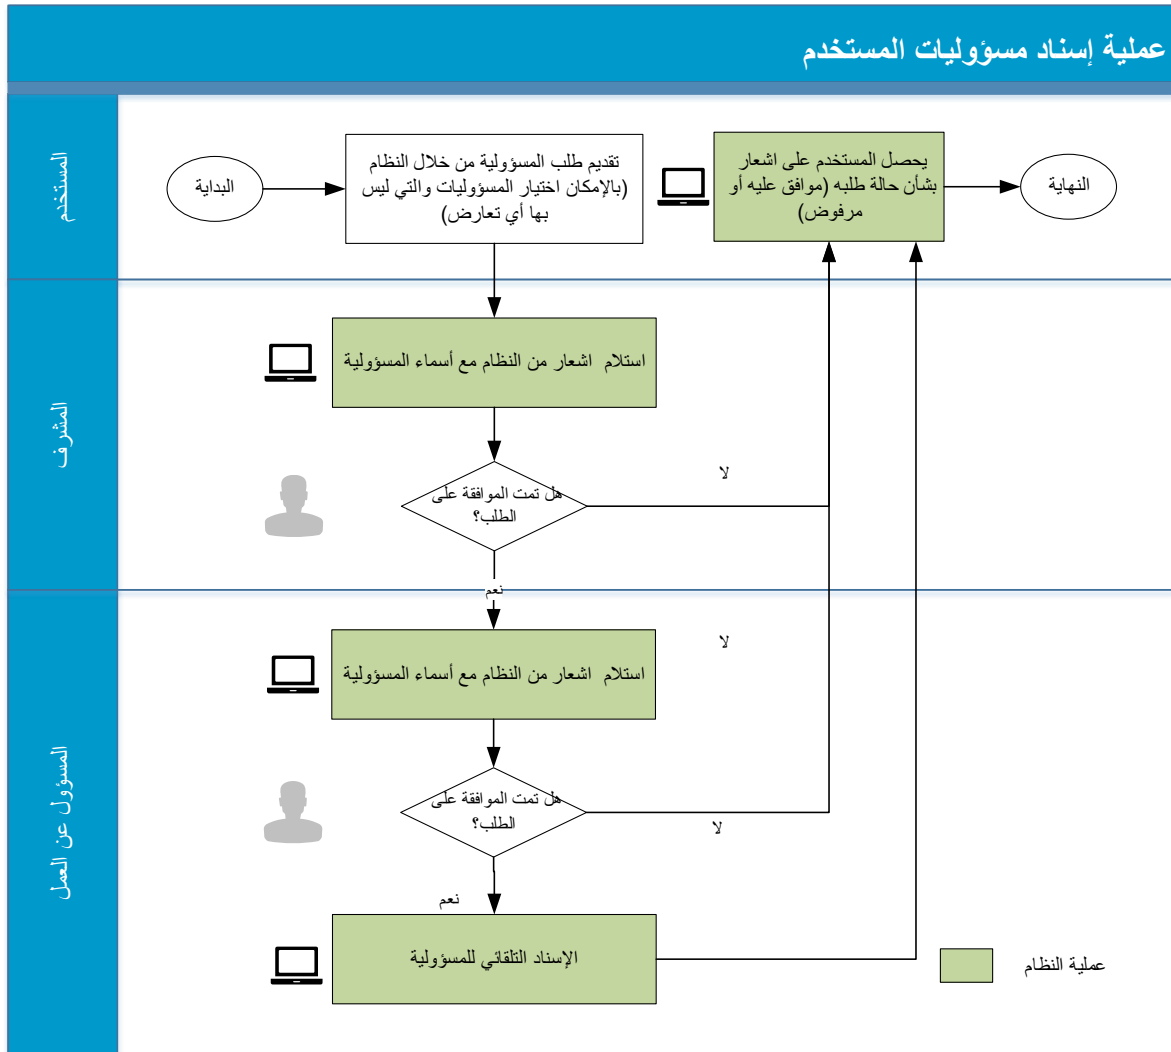 عملية إسناد مسؤوليات المستخدم
المستخدم
البداية
تقديم طلب المسؤولية من خلال النظام
(بالإمكان اختيار المسؤوليات والتي ليس
بها أي تعارض)
يحصل المستخدم على اشعار
بشأن حالة طلبه (موافق عليه أو
مرفوض)
النهاية
المشرف
استلام اشعار من النظام مع أسماء المسؤولية
هل تمت الموافقة على
الطلب؟
لا
نعم
المسؤول عن العمل
استلام اشعار من النظام مع أسماء المسؤولية
لا
هل تمت الموافقة على
الطلب؟
لا
نعم
الإسناد التلقائي للمسؤولية
عملية النظام